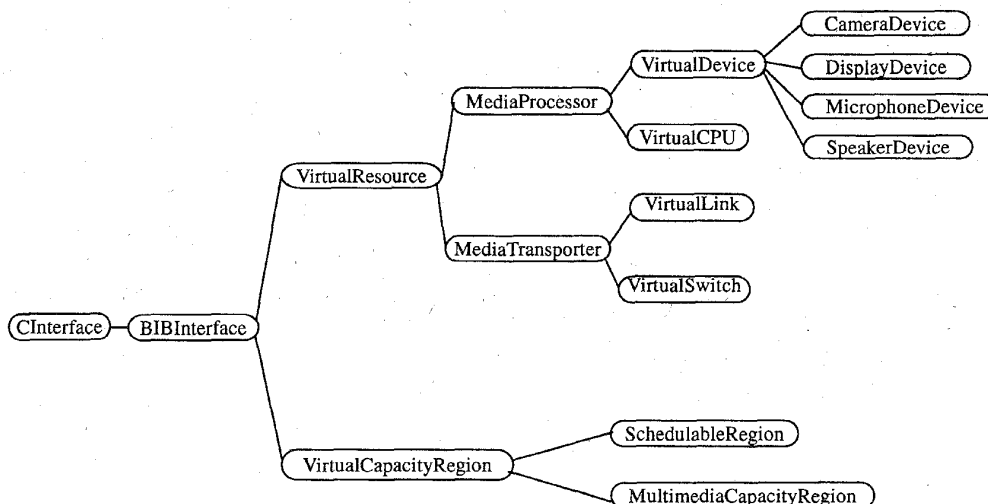 CameraDevice
VirtualDevice
DisplayDevice
MediaProcessor
MicrophoneDevice
VirtualCPU
SpeakerDevice
VirtualResource
VirtualLink
MediaTransporter
VirtualSwitch
CInterface
BIBInterface
SchedulableRegion
VirtualCapacityRegion
MultimediaCapacityRegion